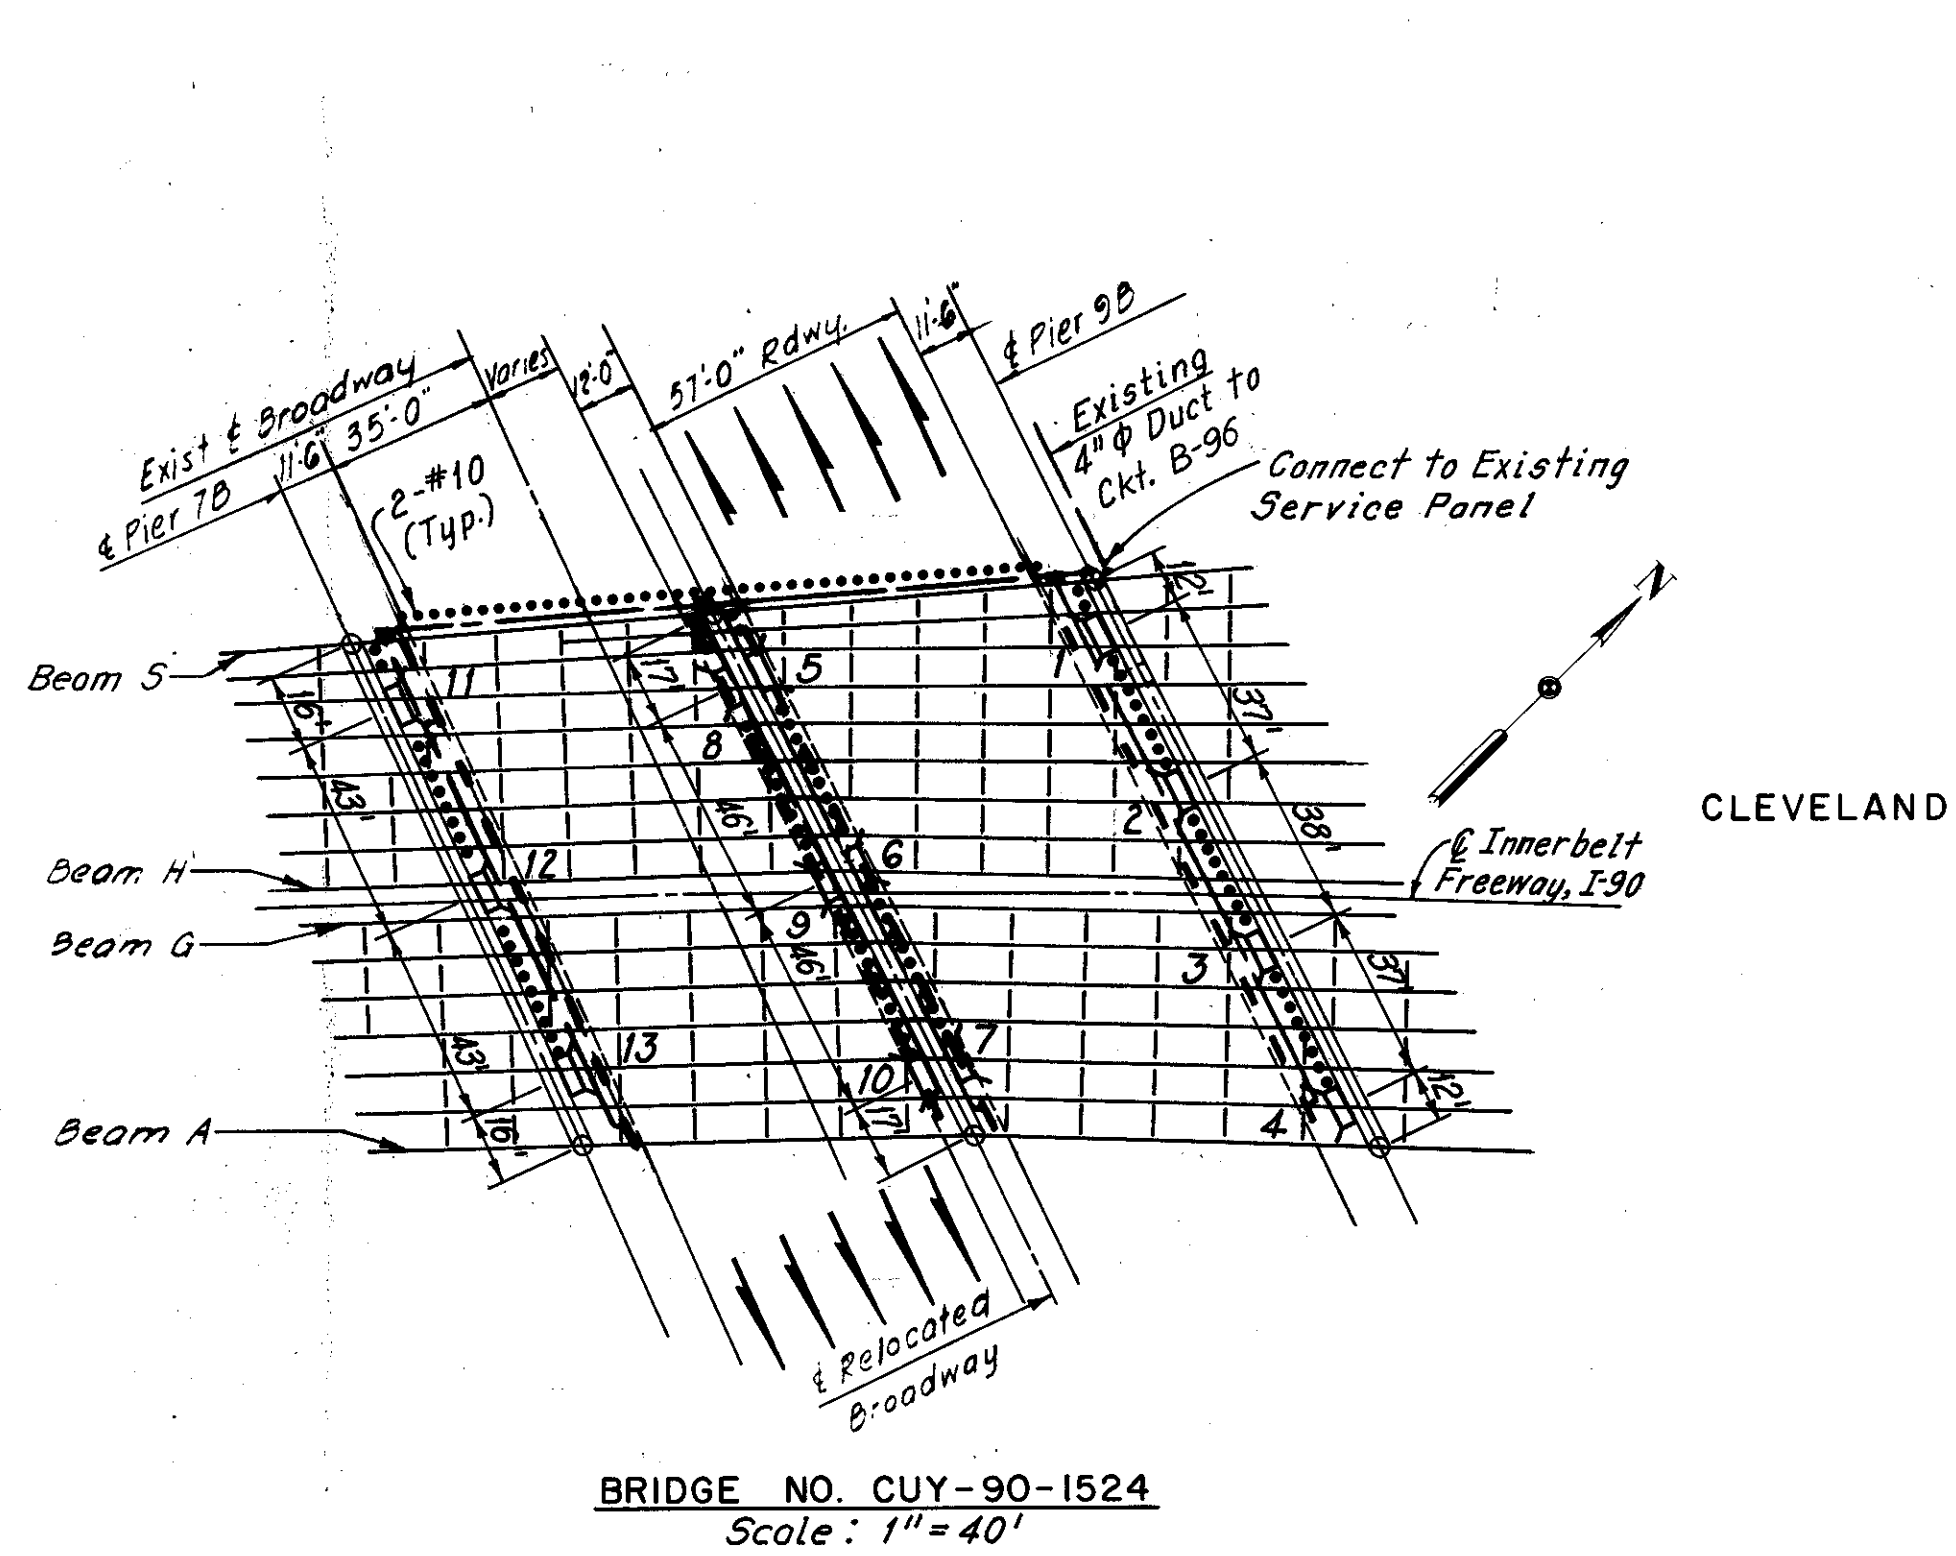 Exist ℄ Broadway
℄ Pier 7B
11'-6"
35'-0"
Varies
12'-0"
57'-0" Rdwy.
11'-6"
℄ Pier 9B
2-#10
(Typ.)
Existing
4" Φ Duct to
Ckt. B-96
Connect to Existing
Service Panel
N
CLEVELAND
℄ Innerbelt
Freeway, I-90
Beam S
Beam H
Beam G
Beam A
12'
37'
38'
37'
12'
17'
46'
46'
17'
16'
43'
43'
16'
1
2
3
4
5
6
7
8
9
10
11
12
13
℄ Relocated
Broadway
BRIDGE NO. CUY-90-1524
Scale: 1"=40'